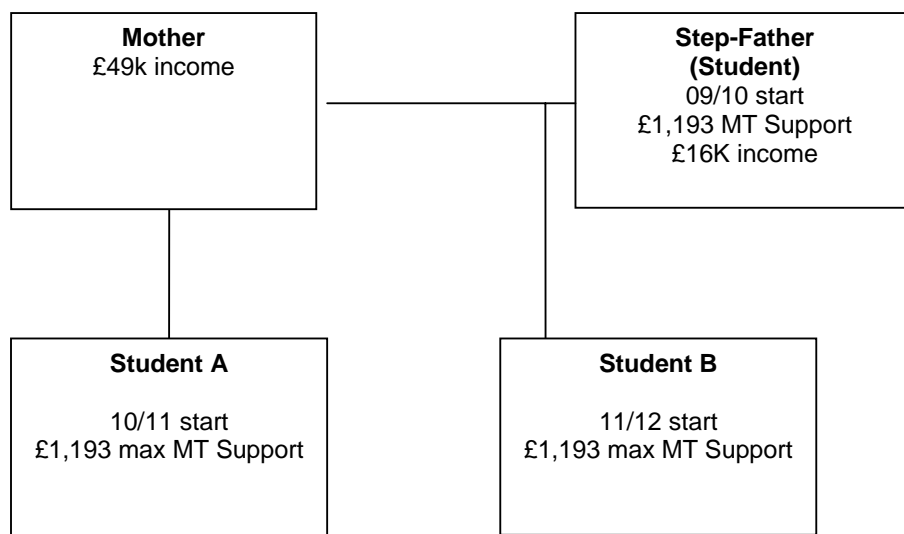 Mother
£49k income
Step-Father
(Student)
09/10 start
£1,193 MT Support
£16K income
Student A
10/11 start
£1,193 max MT Support
Student B
11/12 start
£1,193 max MT Support